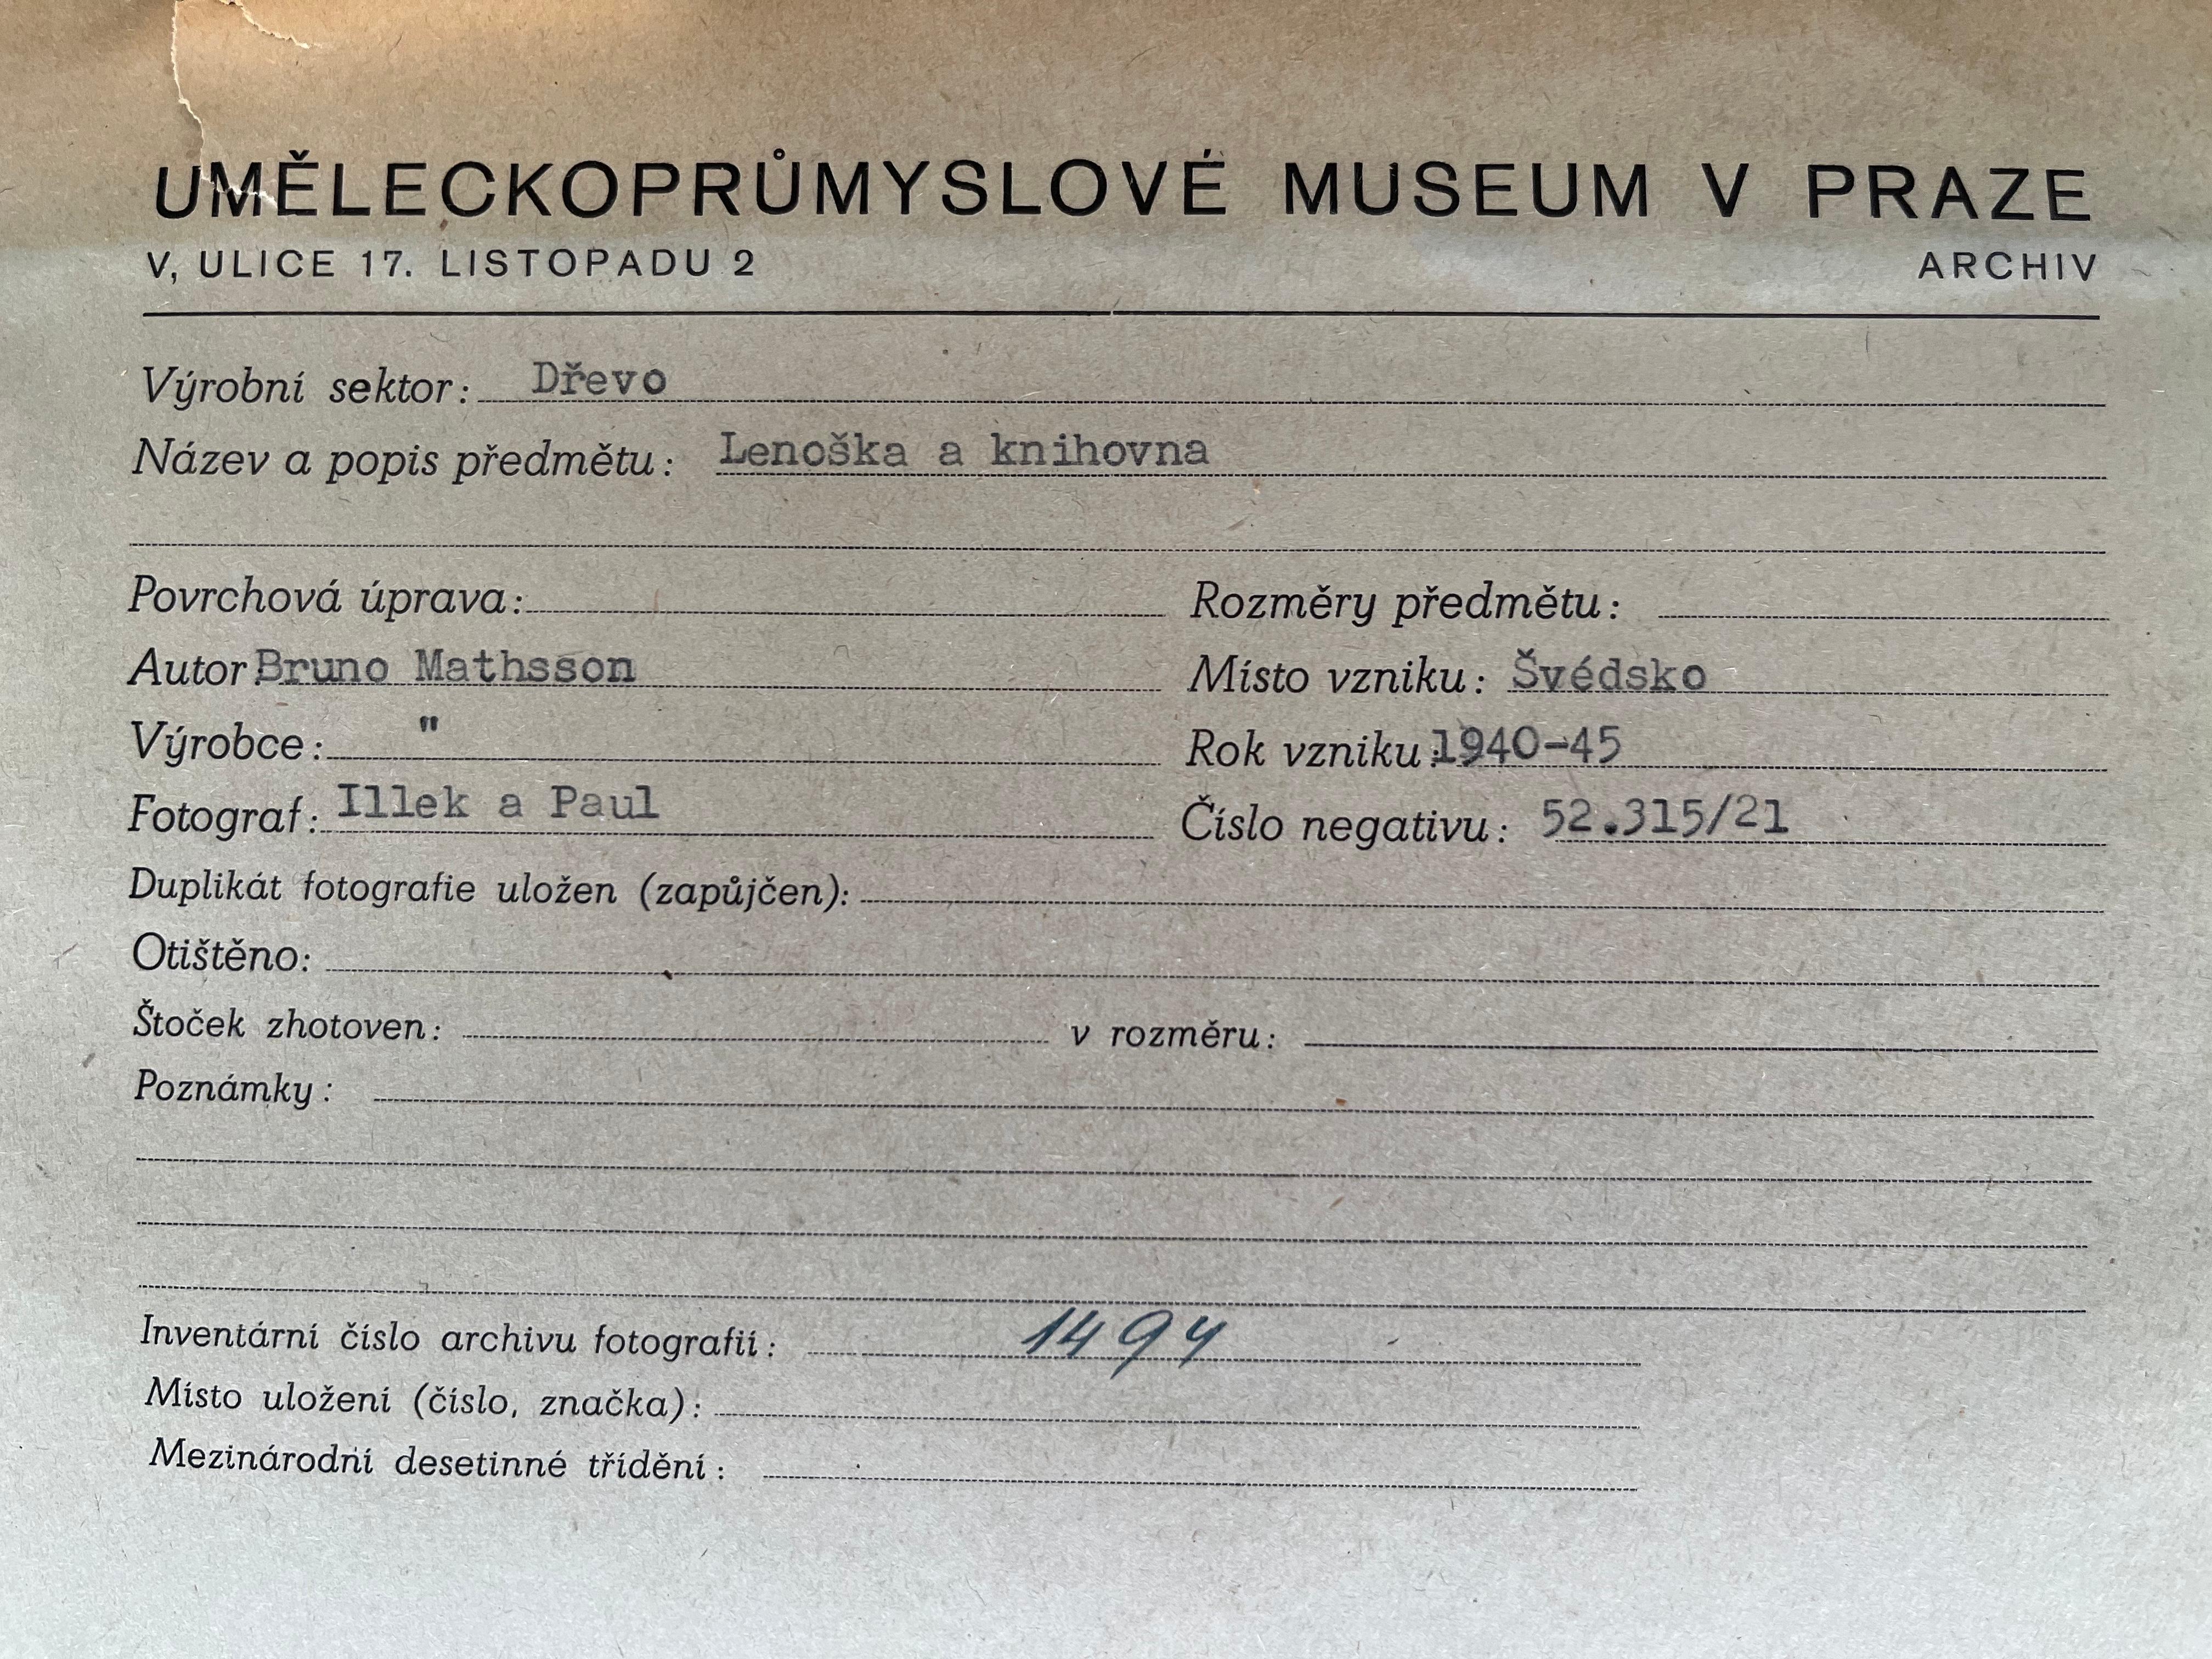 UMĚLECKOPRŮMYSLOVÉ MUSEUM V PRAZE
V, ULICE 17. LISTOPADU 2 ARCHIV
Výrobní sektor: Dřevo
Název a popis předmětu: Lenoška a knihovna
Povrchová úprava: Rozměry předmětu:
Autor: Bruno Mathsson Místo vzniku: Švédsko
Výrobce: " Rok vzniku: 1940-45
Fotograf: Illek a Paul Číslo negativu: 52.315/21
Duplikát fotografie uložen (zapůjčen):
Otištěno:
Štoček zhotoven: v rozměru:
Poznámky:
Inventární číslo archivu fotografií: 1494
Místo uložení (číslo, značka):
Mezinárodní desetinné třídění: